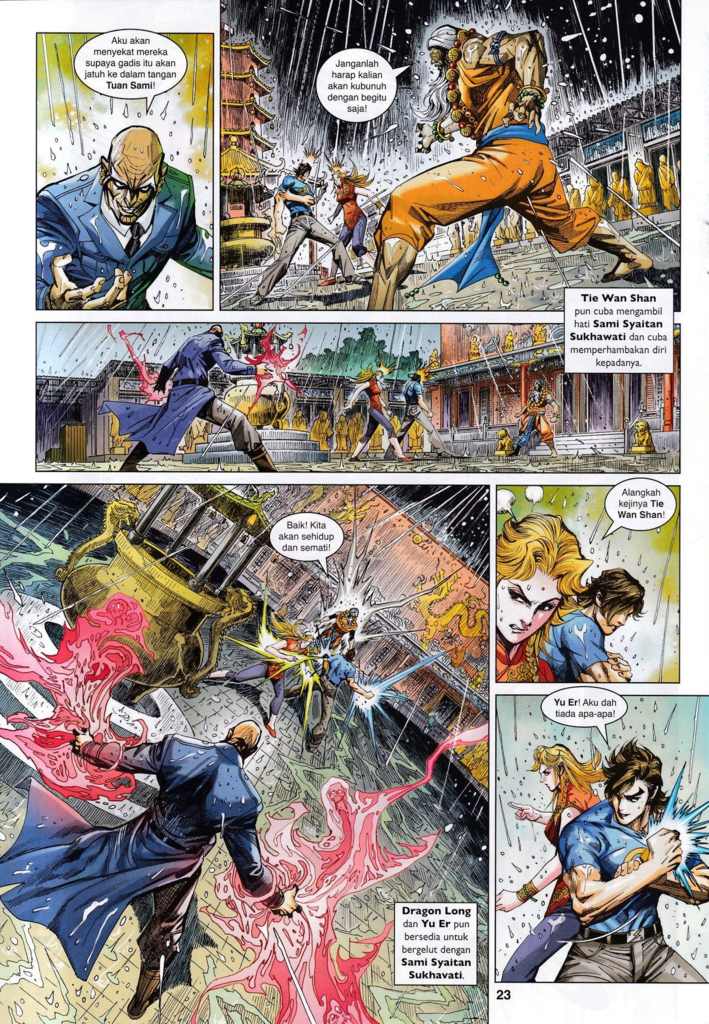 Aku akan
menyekat mereka
supaya gadis itu akan
jatuh ke dalam tangan
Tuan Sami!
Janganlah
harap kalian
akan kubunuh
dengan begitu
saja!
Tie Wan Shan
pun cuba mengambil
hati Sami Syaitan
Sukhawati dan cuba
memperhambakan diri
kepadanya.
Baik! Kita
akan sehidup
dan semati!
Alangkah
kejinya Tie
Wan Shan!
Yu Er! Aku dah
tiada apa-apa!
Dragon Long
dan Yu Er pun
bersedia untuk
bergelut dengan
Sami Syaitan
Sukhavati.
23